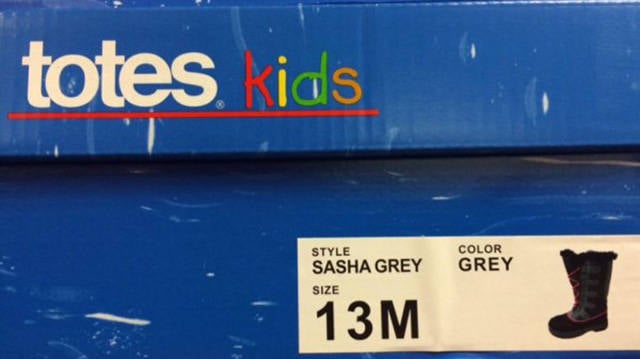 totes® kids
STYLE COLOR
SASHA GREY GREY
SIZE
13M